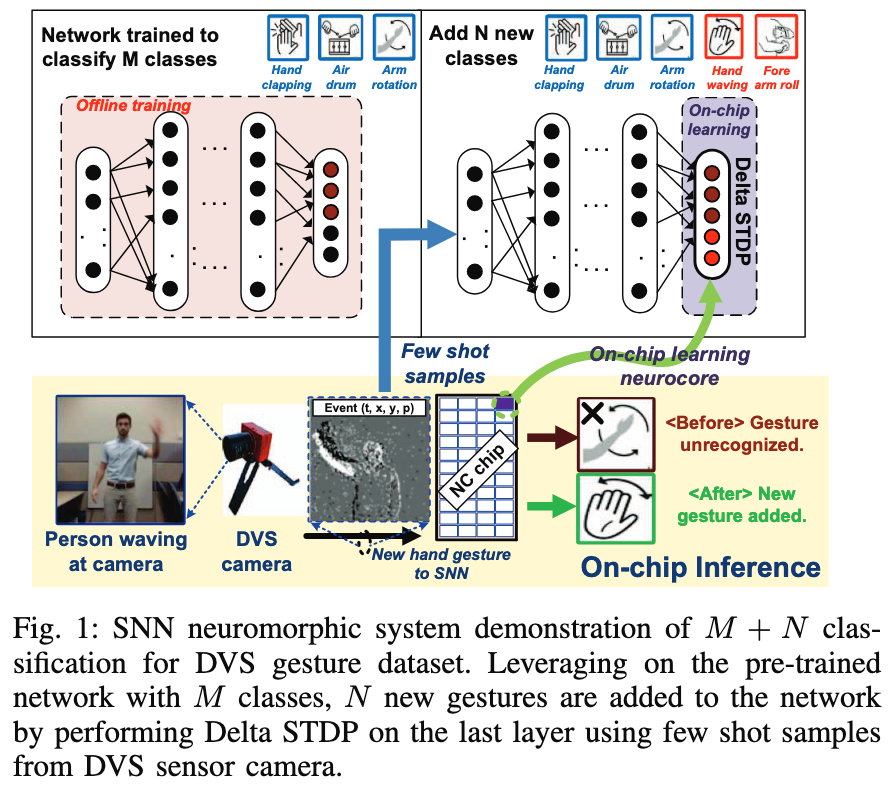 Network trained to
classify M classes
Hand
clapping
Air
drum
Arm
rotation
Offline training
Add N new
classes
Hand
clapping
Air
drum
Arm
rotation
Hand
waving
Fore
arm roll
On-chip
learning
Delta STDP
Few shot
samples
On-chip learning
neurocore
Event (t, x, y, p)
NC chip
<Before> Gesture
unrecognized.
<After> New
gesture added.
Person waving
at camera
DVS
camera
New hand gesture
to SNN
On-chip Inference
Fig. 1: SNN neuromorphic system demonstration of M + N clas-
sification for DVS gesture dataset. Leveraging on the pre-trained
network with M classes, N new gestures are added to the network
by performing Delta STDP on the last layer using few shot samples
from DVS sensor camera.